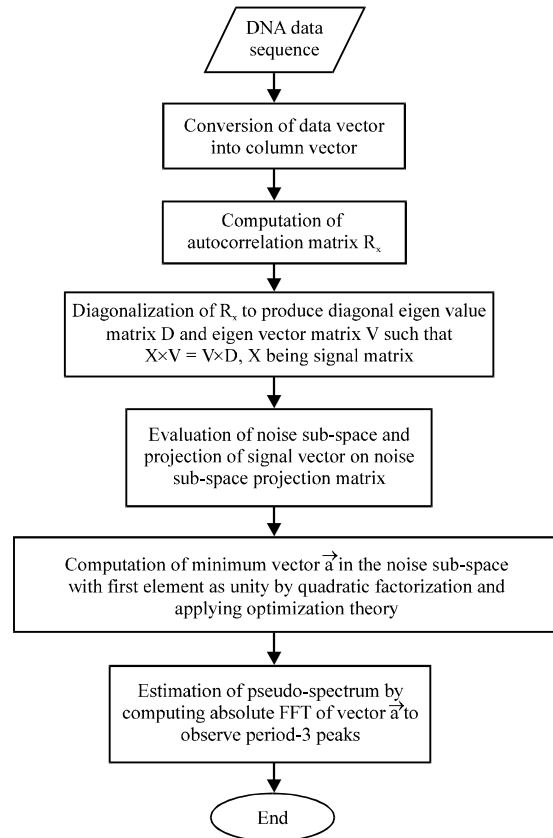 DNA data
sequence
Conversion of data vector
into column vector
Computation of
autocorrelation matrix Rₓ
Diagonalization of Rₓ to produce diagonal eigen value
matrix D and eigen vector matrix V such that
X×V = V×D, X being signal matrix
Evaluation of noise sub-space and
projection of signal vector on noise
sub-space projection matrix
Computation of minimum vector a⃗ in the noise sub-space
with first element as unity by quadratic factorization and
applying optimization theory
Estimation of pseudo-spectrum by
computing absolute FFT of vector a⃗ to
observe period-3 peaks
End